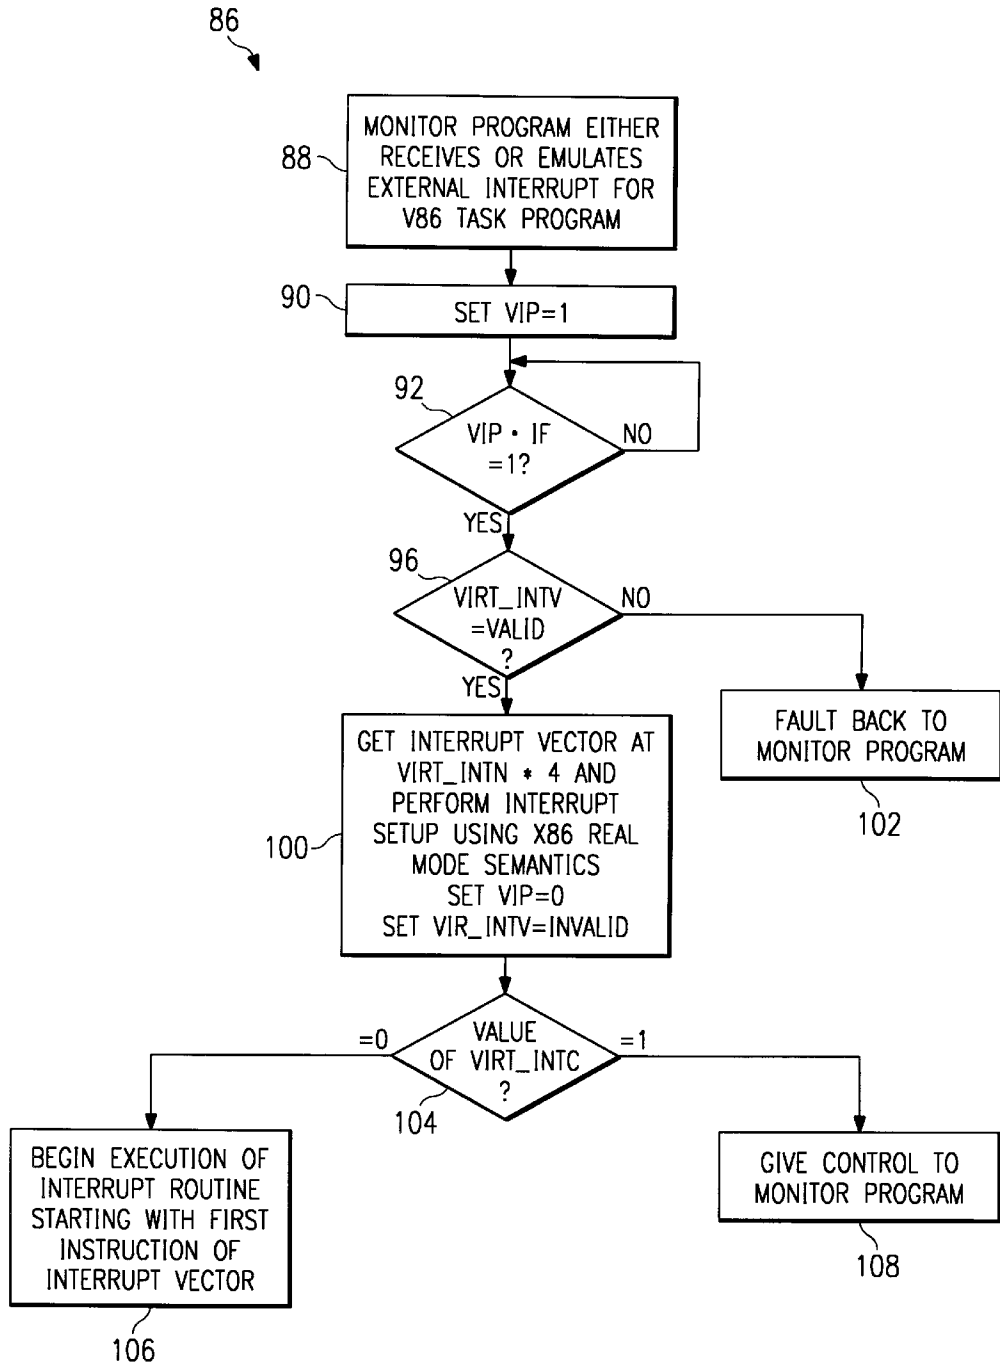 86
MONITOR PROGRAM EITHER
RECEIVES OR EMULATES
EXTERNAL INTERRUPT FOR
V86 TASK PROGRAM
88
90
SET VIP=1
92
VIP · IF
=1?
NO
YES
96
VIRT_INTV
=VALID
?
NO
YES
FAULT BACK TO
MONITOR PROGRAM
102
GET INTERRUPT VECTOR AT
VIRT_INTN * 4 AND
PERFORM INTERRUPT
SETUP USING X86 REAL
MODE SEMANTICS
SET VIP=0
SET VIR_INTV=INVALID
100
=0
VALUE
OF VIRT_INTC
?
=1
104
BEGIN EXECUTION OF
INTERRUPT ROUTINE
STARTING WITH FIRST
INSTRUCTION OF
INTERRUPT VECTOR
106
GIVE CONTROL TO
MONITOR PROGRAM
108